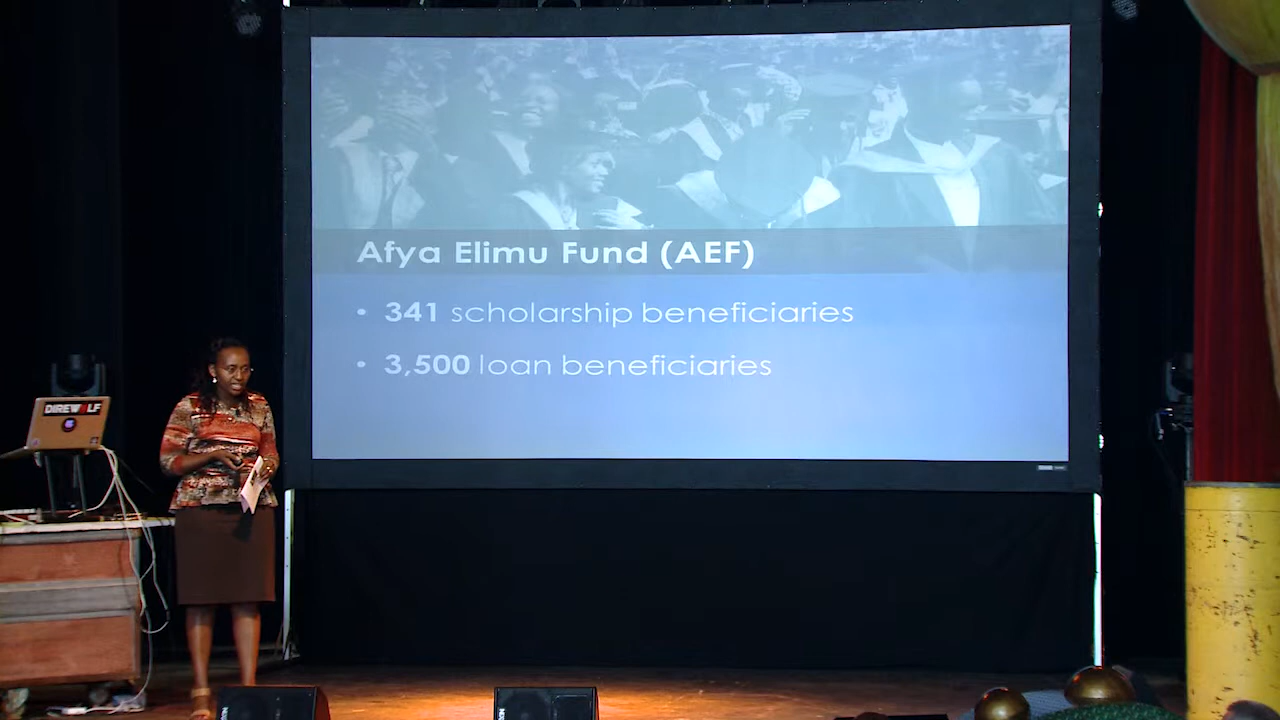 Afya Elimu Fund (AEF)
• 341 scholarship beneficiaries
• 3,500 loan beneficiaries
DIREWOLF